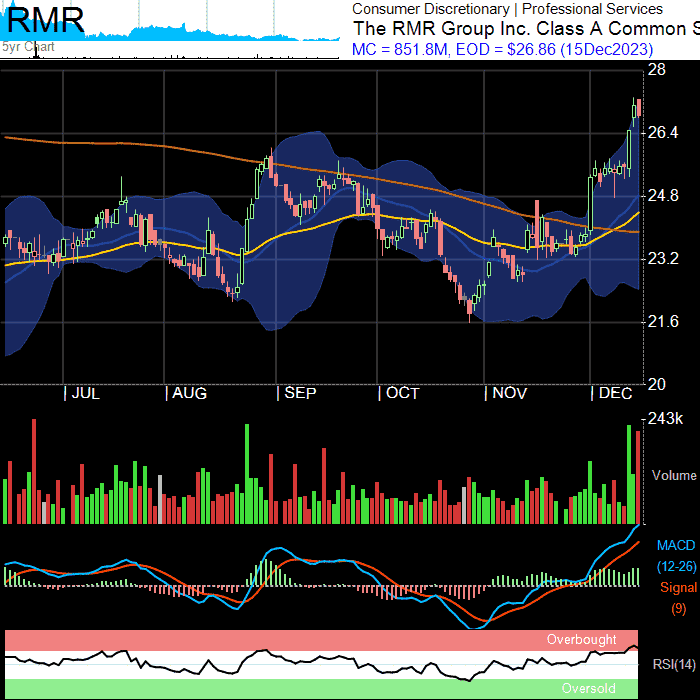 RMR
5yr Chart
Consumer Discretionary | Professional Services
The RMR Group Inc. Class A Common S
MC = 851.8M, EOD = $26.86 (15Dec2023)
28
26.4
24.8
23.2
21.6
20
| JUL | AUG | SEP | OCT | NOV | DEC
243k
Volume
MACD
(12-26)
Signal
(9)
Overbought
RSI(14)
Oversold